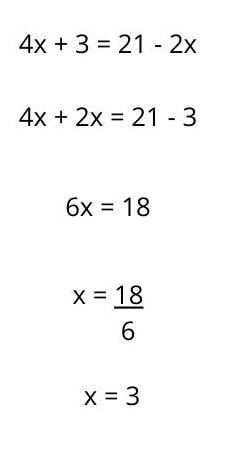 4x + 3 = 21 - 2x
4x + 2x = 21 - 3
6x = 18
x = 18
6
x = 3